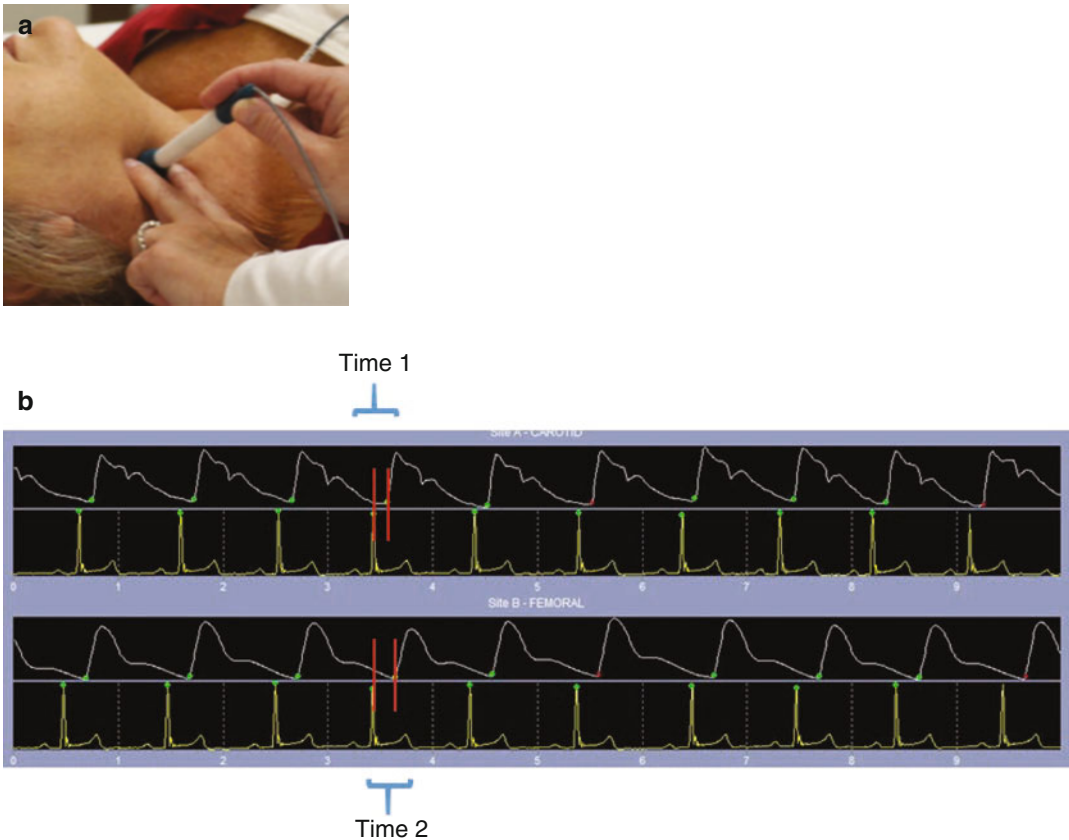 a
Time 1
b
Site A - CAROTID
0 1 2 3 4 5 6 7 8 9
Site B - FEMORAL
0 1 2 3 4 5 6 7 8 9
Time 2